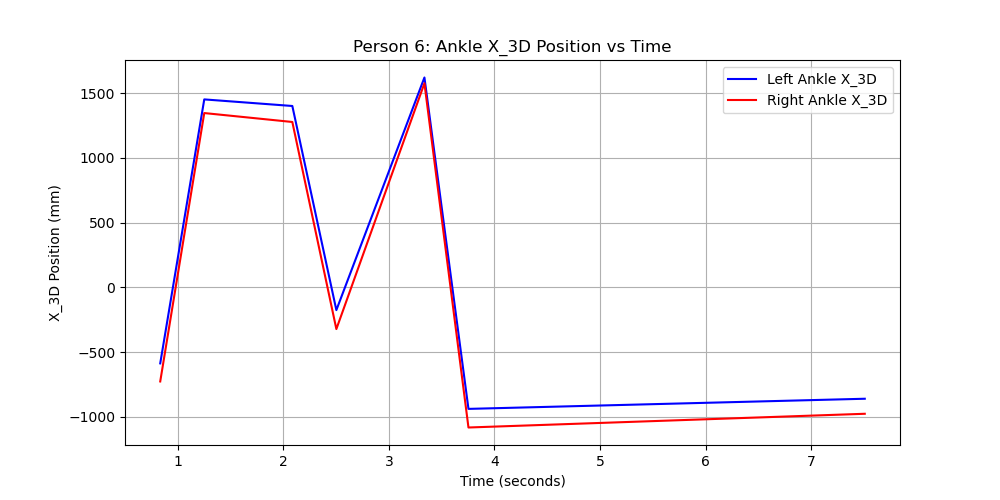 Person 6: Ankle X_3D Position vs Time
Left Ankle X_3D
Right Ankle X_3D
1500
1000
500
0
−500
−1000
X_3D Position (mm)
1 2 3 4 5 6 7
Time (seconds)